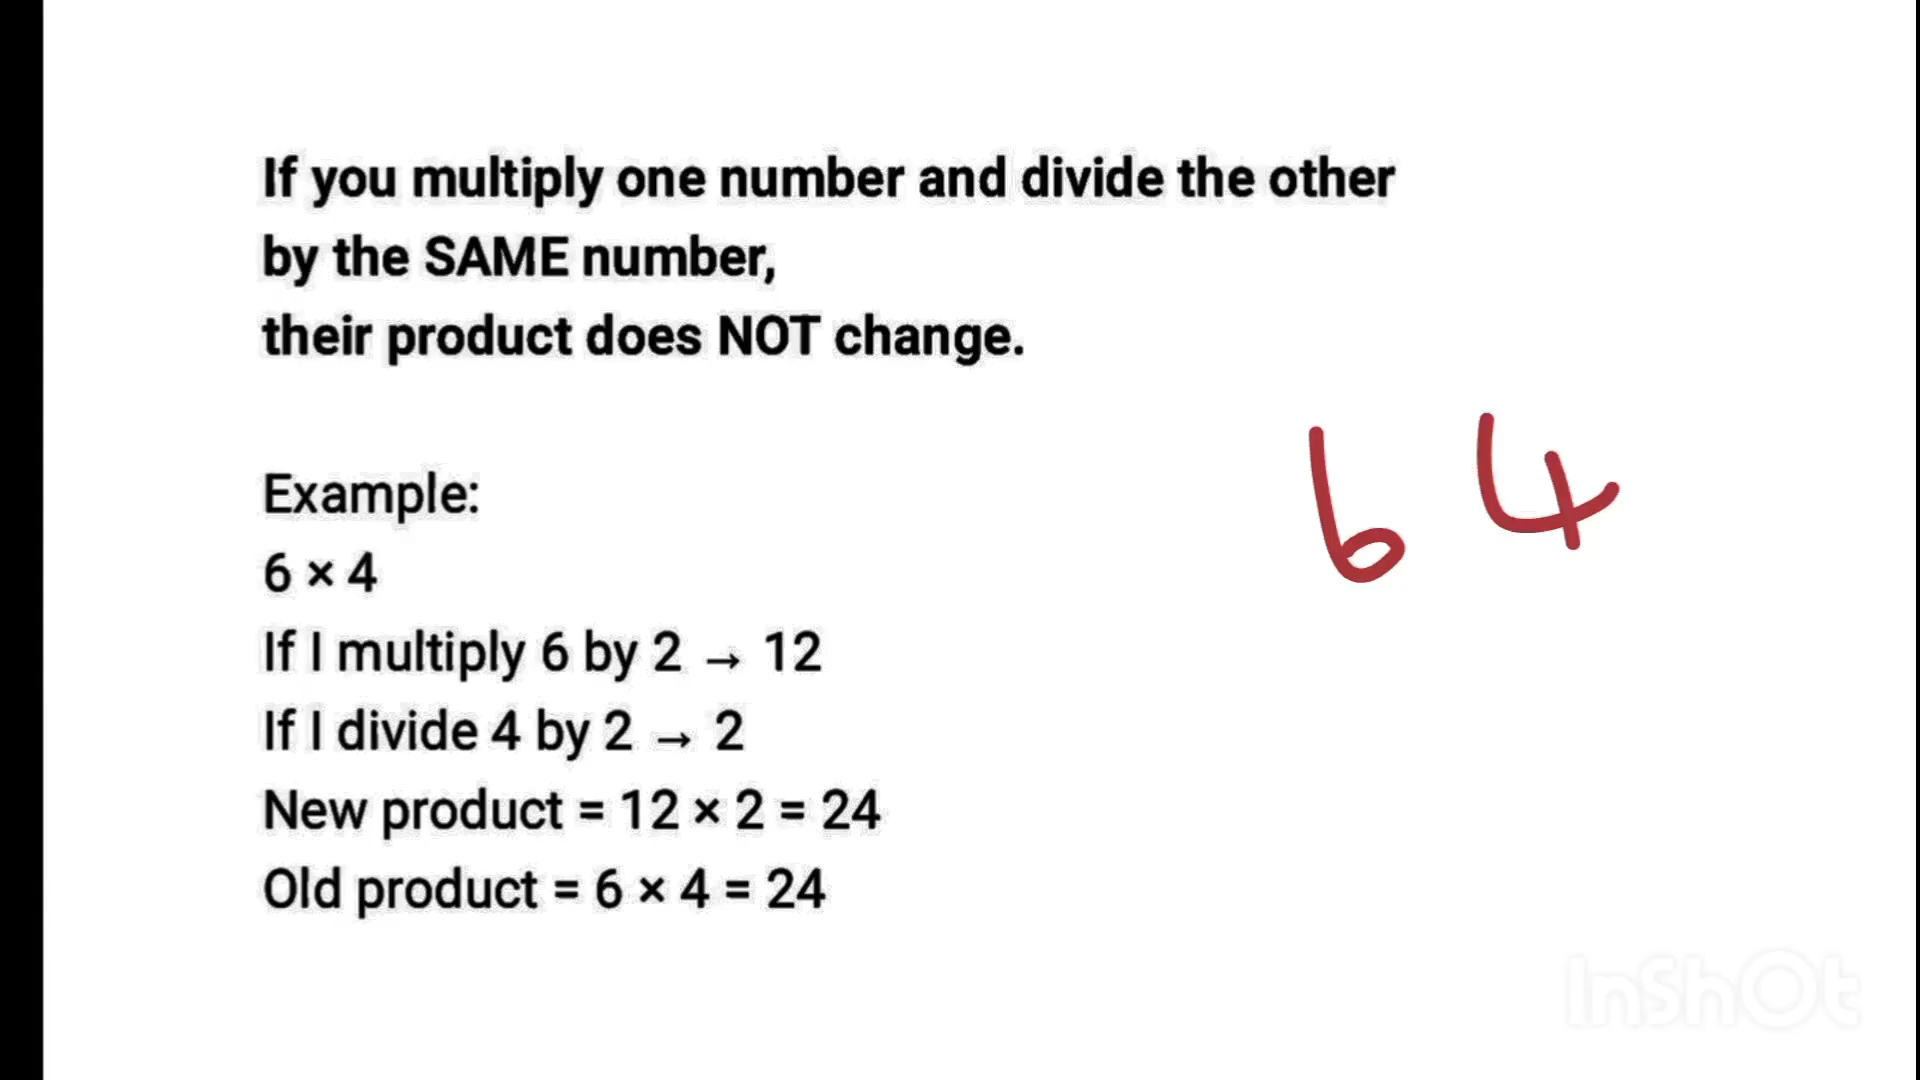 If you multiply one number and divide the other
by the SAME number,
their product does NOT change.
Example:
6 × 4
If I multiply 6 by 2 → 12
If I divide 4 by 2 → 2
New product = 12 × 2 = 24
Old product = 6 × 4 = 24
6 4
InShOt